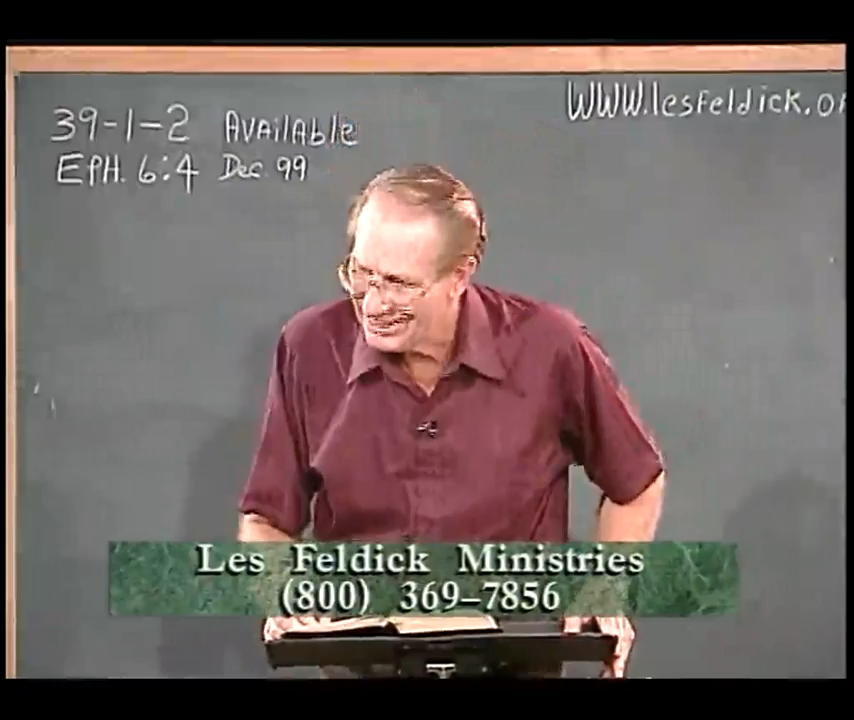 39-1-2 AVAilAble
EPH. 6:4 Dec 99
WWW.lesFeldick.or
Les Feldick Ministries
(800) 369-7856